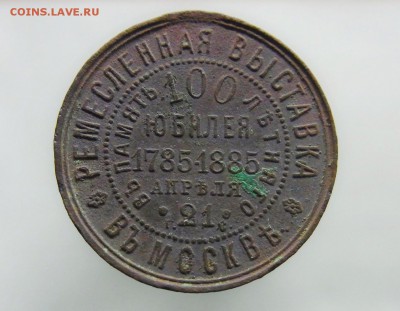 COINS.LAVE.RU
РЕМЕСЛЕННАЯ ВЫСТАВКА
ВЪ МОСКВѢ
ВЪ ПАМЯТЬ 100 ЛѢТНЯГО
ЮБИЛЕЯ
1785-1885
АПРѢЛЯ
21